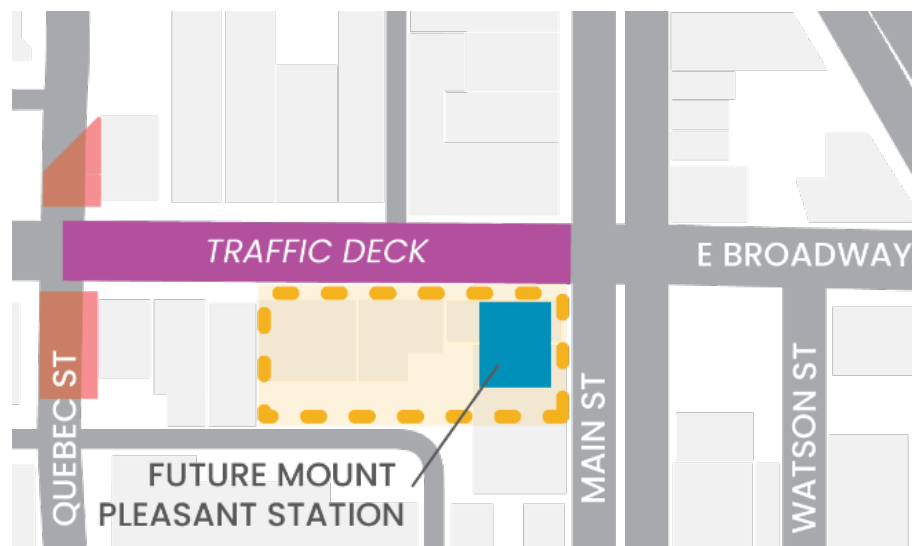 TRAFFIC DECK
E BROADWAY
QUEBEC ST
MAIN ST
WATSON ST
FUTURE MOUNT
PLEASANT STATION